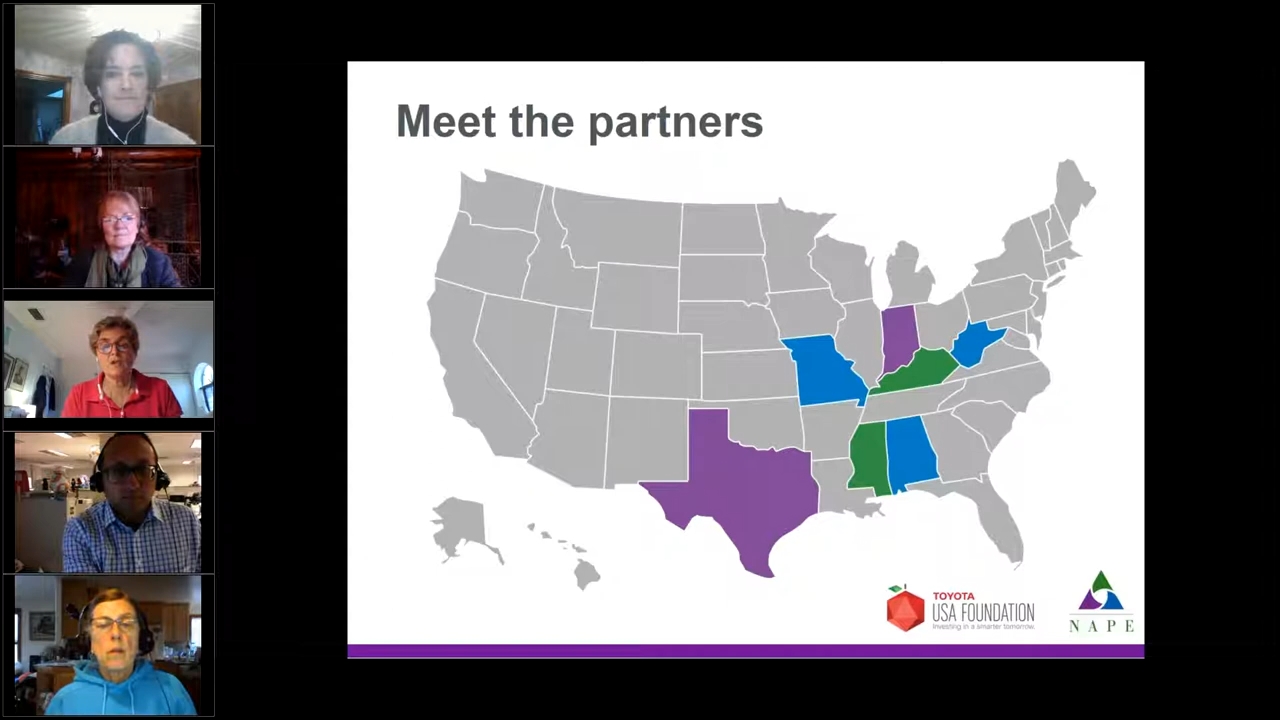 Meet the partners
TOYOTA
USA FOUNDATION
Investing in a smarter tomorrow.
NAPE